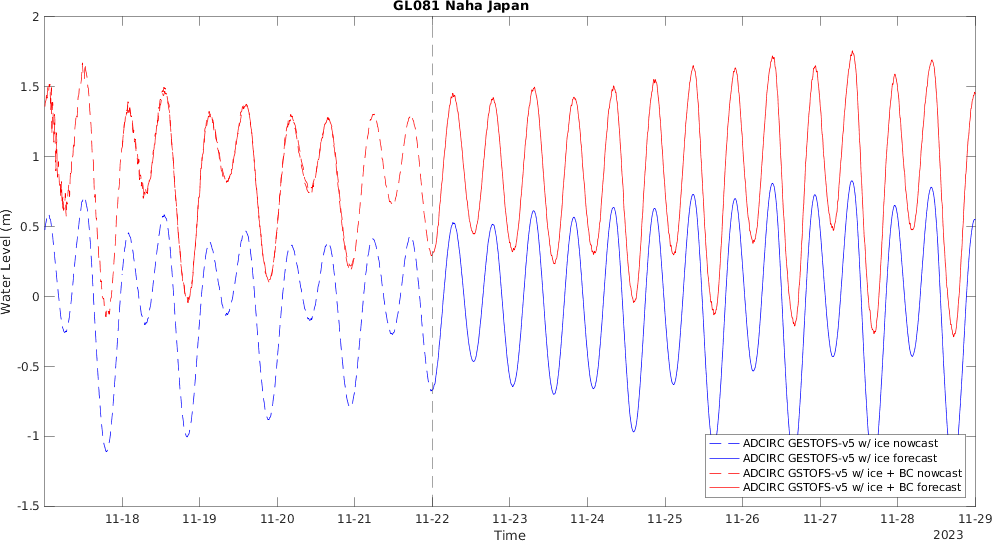 GL081 Naha Japan
2
1.5
1
0.5
0
-0.5
-1
-1.5
Water Level (m)
ADCIRC GESTOFS-v5 w/ ice nowcast
ADCIRC GESTOFS-v5 w/ ice forecast
ADCIRC GSTOFS-v5 w/ ice + BC nowcast
ADCIRC GSTOFS-v5 w/ ice + BC forecast
11-18 11-19 11-20 11-21 11-22 11-23 11-24 11-25 11-26 11-27 11-28 11-29
Time
2023